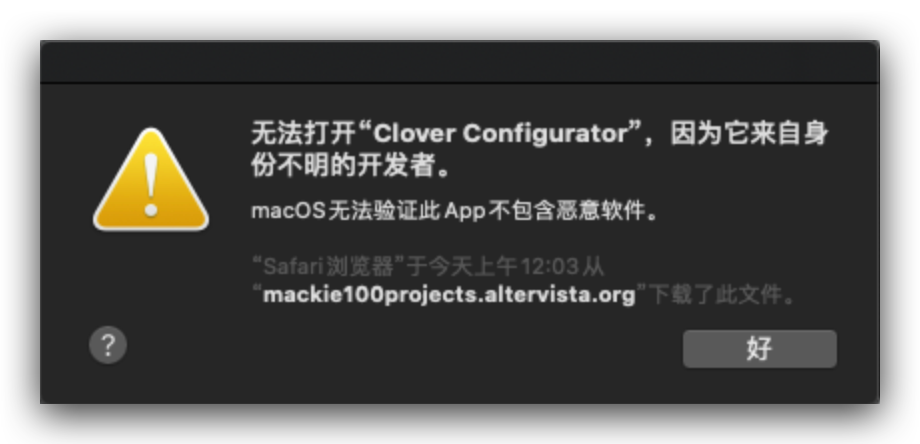 无法打开“Clover Configurator”，因为它来自身
份不明的开发者。
macOS无法验证此App不包含恶意软件。
“Safari浏览器”于今天上午12:03从
“mackie100projects.altervista.org”下载了此文件。
?
好